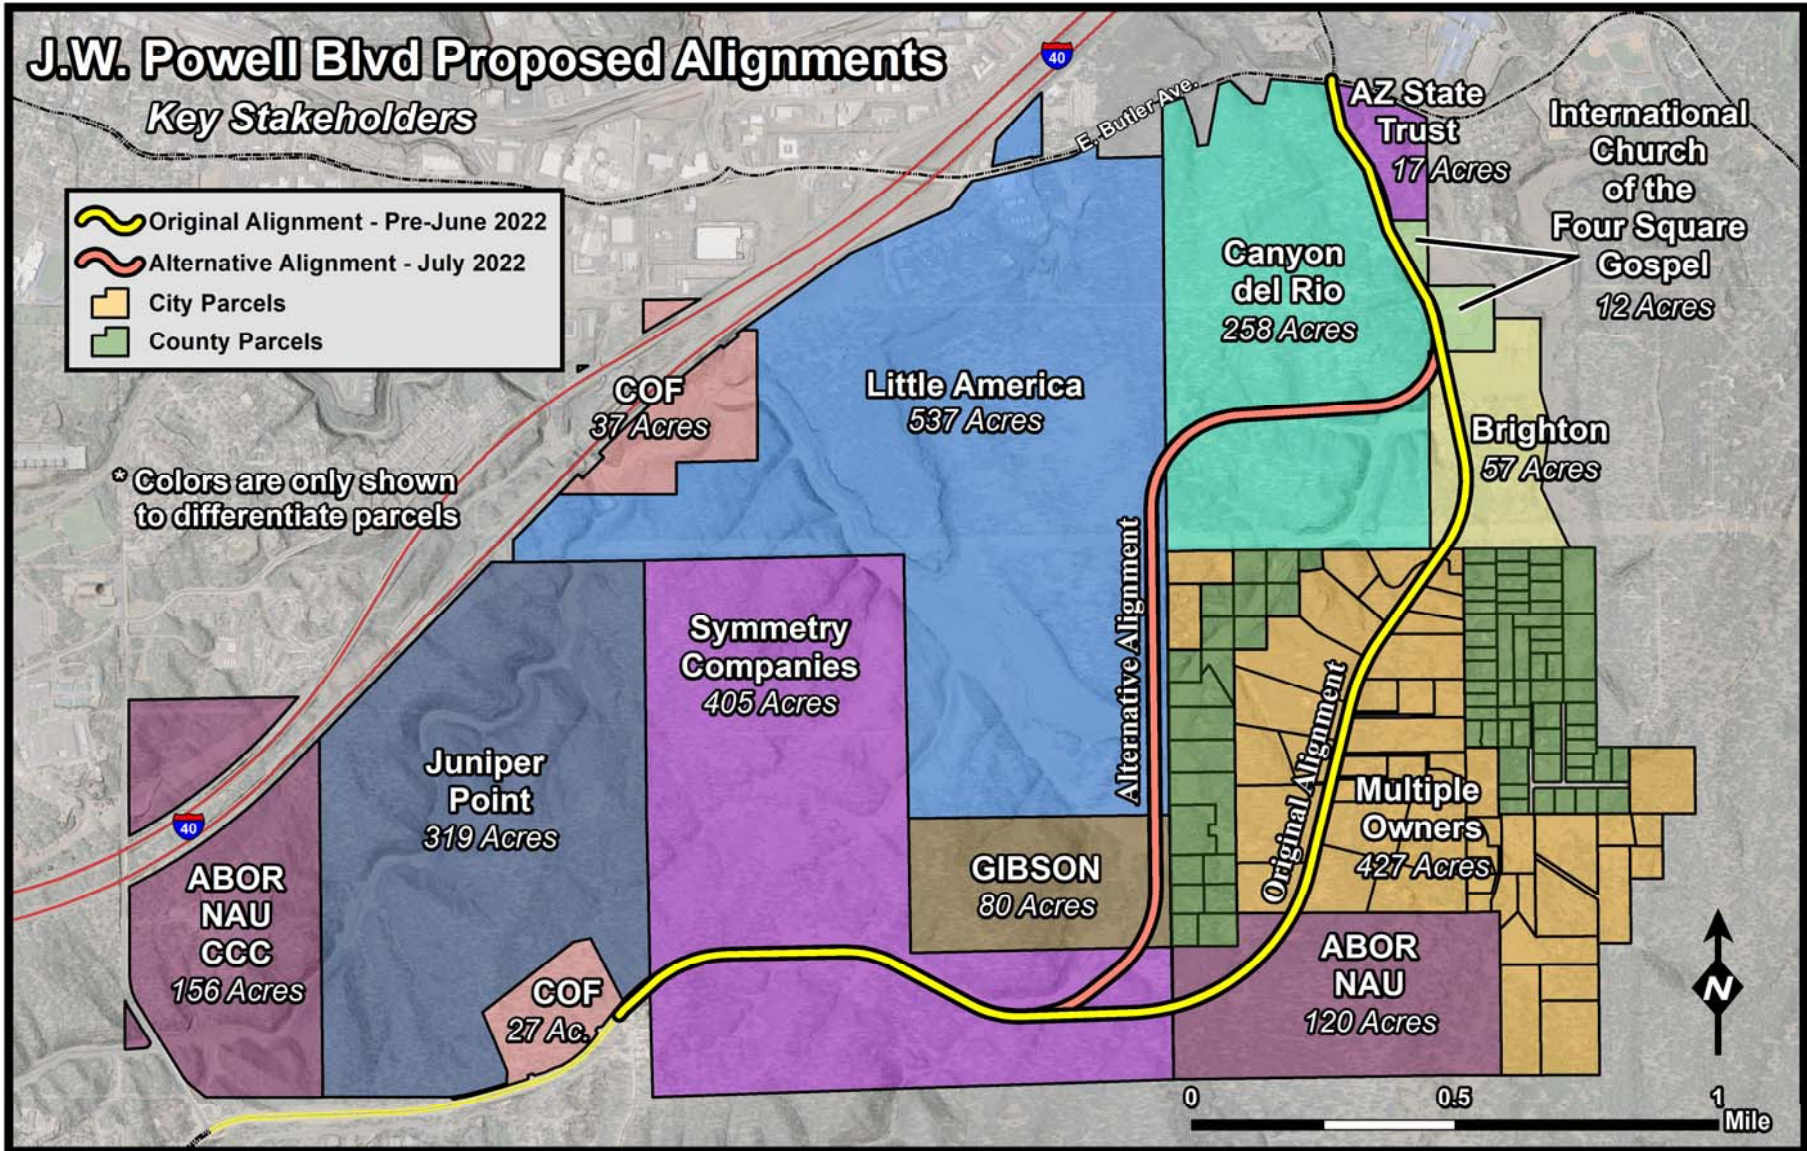 J.W. Powell Blvd Proposed Alignments
Key Stakeholders
40
E. Butler Ave.
Original Alignment - Pre-June 2022
Alternative Alignment - July 2022
City Parcels
County Parcels
* Colors are only shown
to differentiate parcels
AZ State
Trust
17 Acres
International
Church
of the
Four Square
Gospel
12 Acres
Canyon
del Rio
258 Acres
COF
37 Acres
Little America
537 Acres
Brighton
57 Acres
Alternative Alignment
Symmetry
Companies
405 Acres
Juniper
Point
319 Acres
Original Alignment
Multiple
Owners
427 Acres
40
ABOR
NAU
CCC
156 Acres
GIBSON
80 Acres
COF
27 Ac.
ABOR
NAU
120 Acres
N
0 0.5 1
Mile